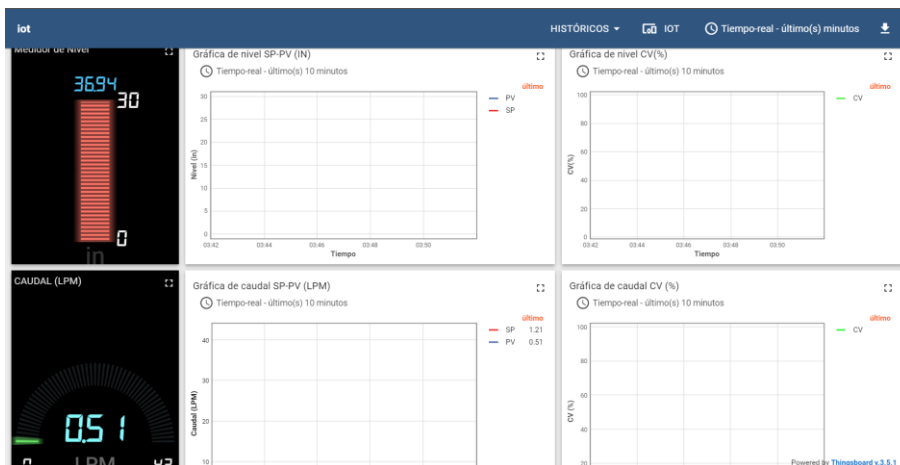 iot HISTÓRICOS IOT Tiempo-real - último(s) minutos
Medidor de Nivel
36.94
30
0
in
Gráfica de nivel SP-PV (IN)
Tiempo-real - último(s) 10 minutos
último
PV
SP
30
25
20
15
10
5
0
Nivel (in)
03:42 03:44 03:46 03:48 03:50
Tiempo
Gráfica de nivel CV(%)
Tiempo-real - último(s) 10 minutos
último
CV
100
80
60
40
20
0
CV(%)
03:42 03:44 03:46 03:48 03:50
Tiempo
CAUDAL (LPM)
0.51
0 LPM 43
Gráfica de caudal SP-PV (LPM)
Tiempo-real - último(s) 10 minutos
último
SP 1.21
PV 0.51
40
30
20
10
Caudal (LPM)
Gráfica de caudal CV (%)
Tiempo-real - último(s) 10 minutos
último
CV
100
80
60
40
20
CV (%)
Powered by Thingsboard v.3.5.1